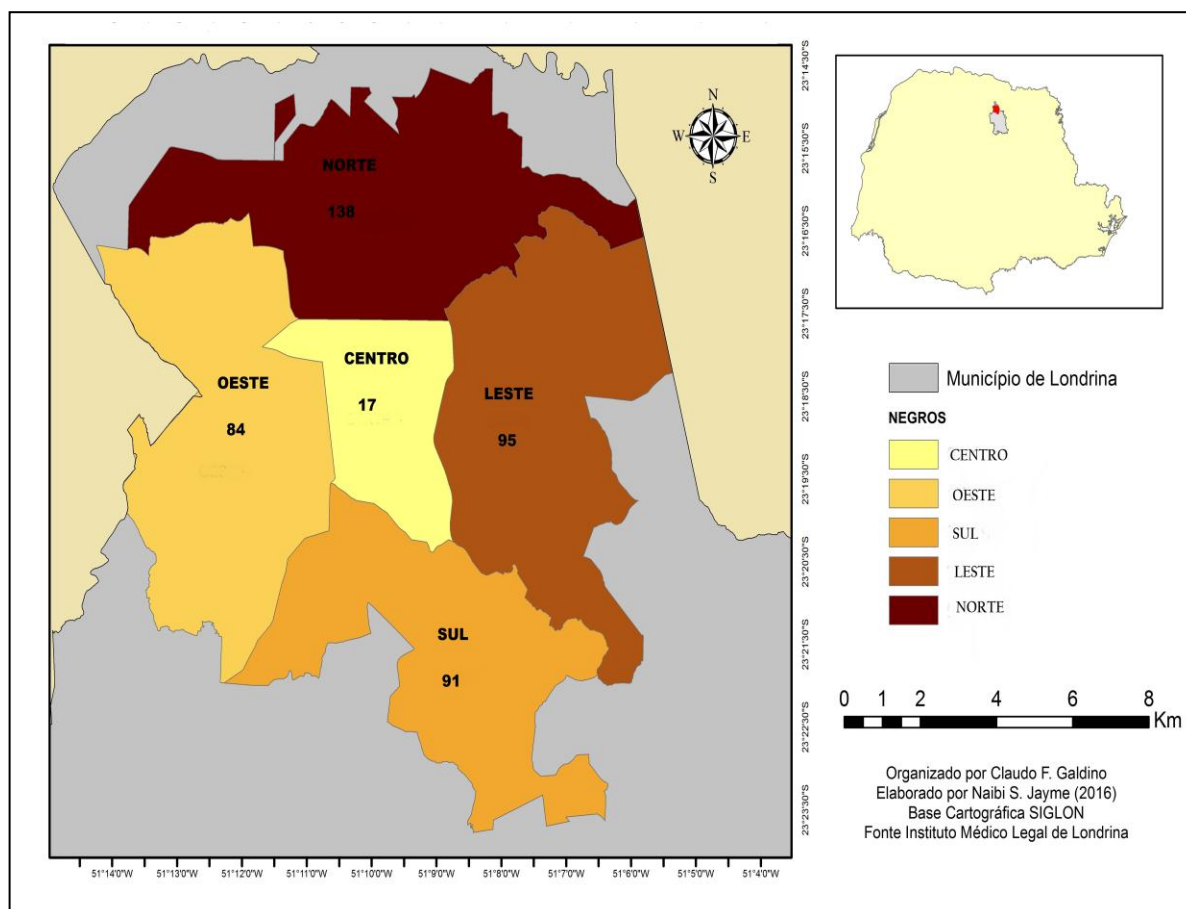 NORTE
138
CENTRO
17
OESTE
84
LESTE
95
SUL
91
N
W
E
S
23°14'30"S
23°15'30"S
23°16'30"S
23°17'30"S
23°18'30"S
23°19'30"S
23°20'30"S
23°21'30"S
23°22'30"S
23°23'30"S
51°14'0"W
51°13'0"W
51°12'0"W
51°11'0"W
51°10'0"W
51°9'0"W
51°8'0"W
51°7'0"W
51°6'0"W
51°5'0"W
51°4'0"W
Município de Londrina
NEGROS
CENTRO
OESTE
SUL
LESTE
NORTE
0 1 2 4 6 8
Km
Organizado por Claudo F. Galdino
Elaborado por Naibi S. Jayme (2016)
Base Cartográfica SIGLON
Fonte Instituto Médico Legal de Londrina